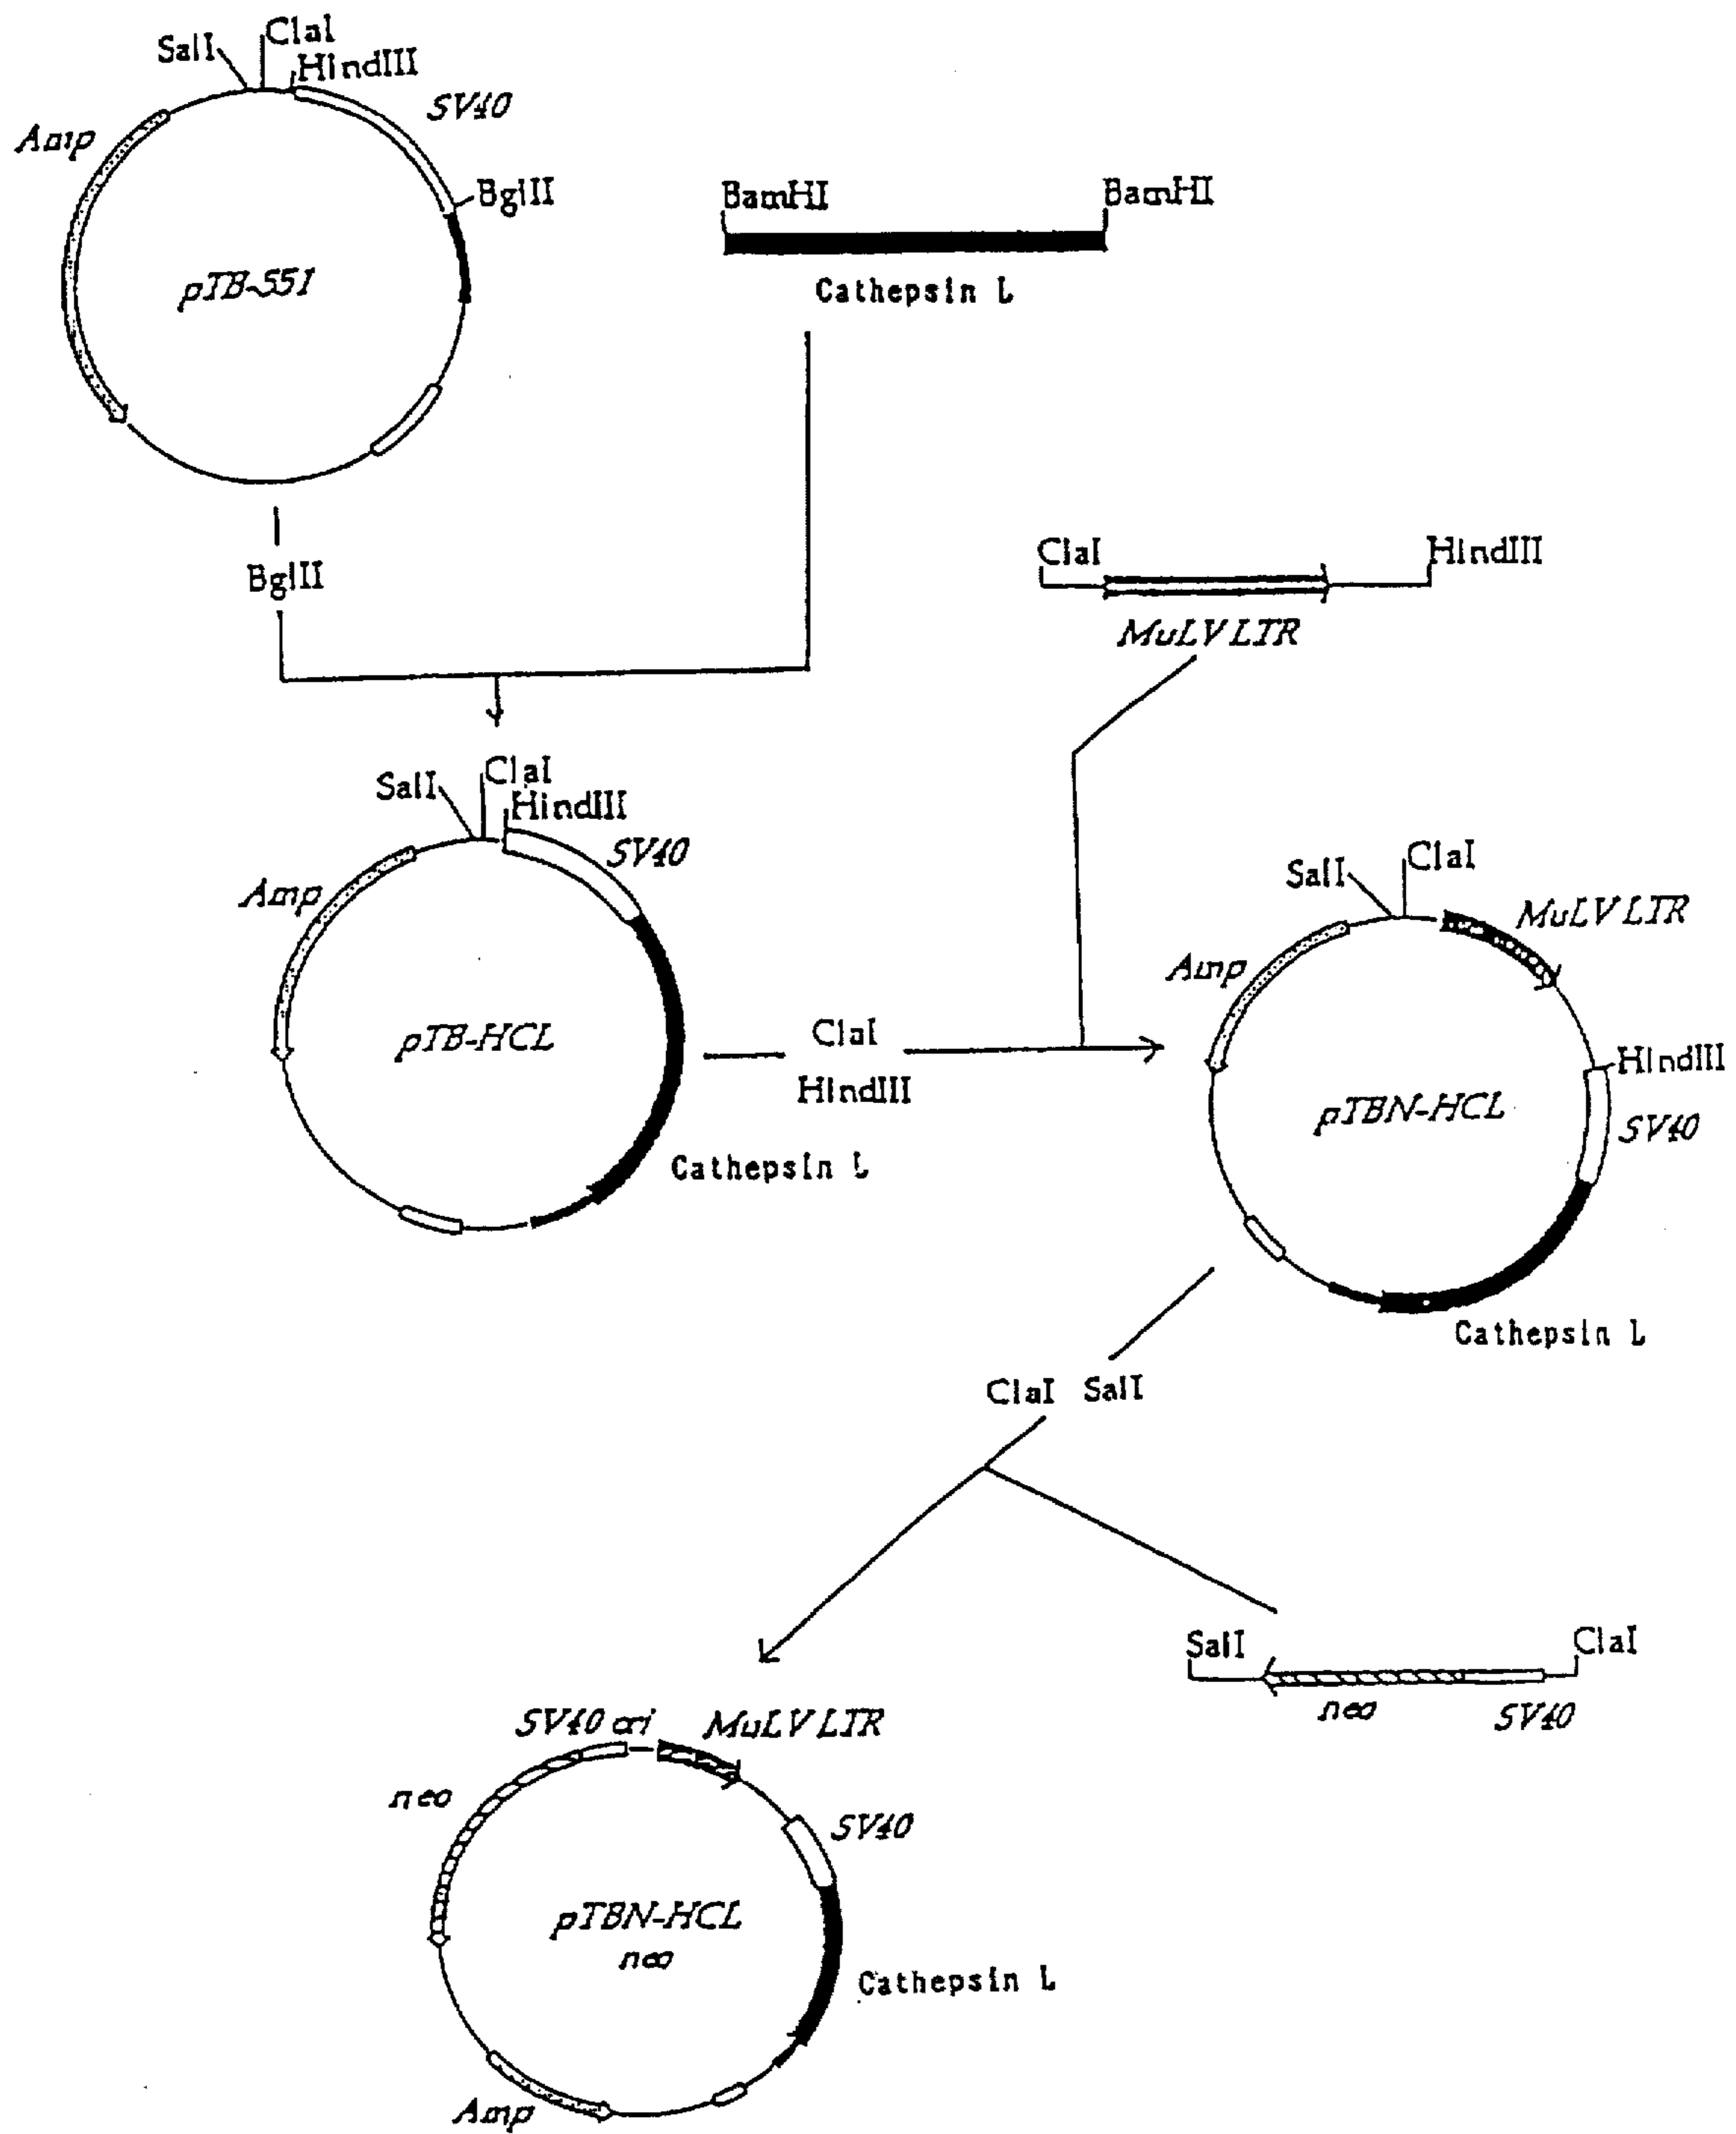 ClaI
SalI
HindIII
SV40
Amp
BglII
pTB-551
BamHI
BamHI
Cathepsin L
BglII
ClaI
HindIII
MuLV LTR
ClaI
SalI
HindIII
SV40
Amp
pTB-HCL
ClaI
HindIII
Cathepsin L
ClaI
SalI
MuLV LTR
Amp
HindIII
pTBN-HCL
SV40
Cathepsin L
ClaI SalI
SalI
ClaI
neo
SV40
SV40 ori
MuLV LTR
neo
SV40
pTBN-HCL
neo
Cathepsin L
Amp